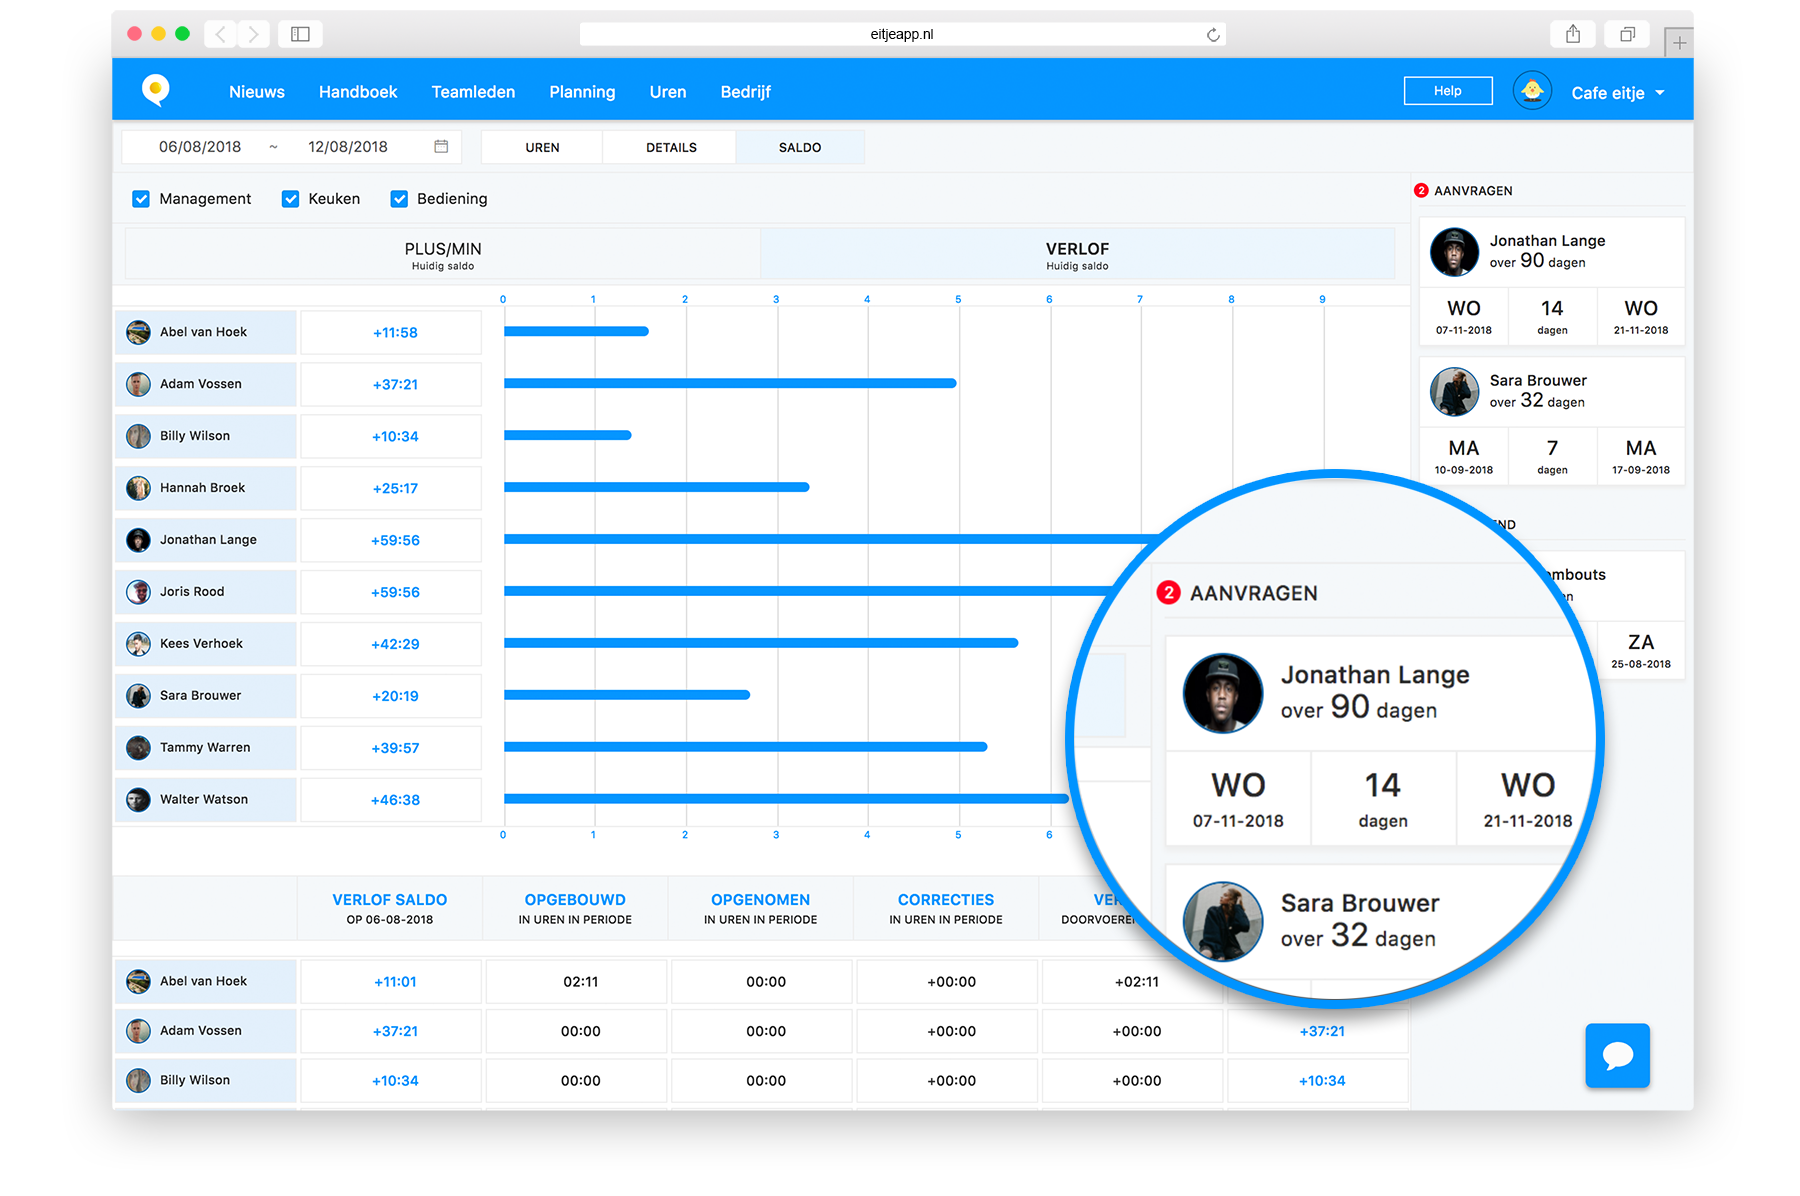 eitjeapp.nl
Nieuws Handboek Teamleden Planning Uren Bedrijf Help Cafe eitje
06/08/2018 ~ 12/08/2018 UREN DETAILS SALDO
Management Keuken Bediening
PLUS/MIN VERLOF
Huidig saldo Huidig saldo
0 1 2 3 4 5 6 7 8 9
Abel van Hoek +11:58
Adam Vossen +37:21
Billy Wilson +10:34
Hannah Broek +25:17
Jonathan Lange +59:56
Joris Rood +59:56
Kees Verhoek +42:29
Sara Brouwer +20:19
Tammy Warren +39:57
Walter Watson +46:38
0 1 2 3 4 5 6
VERLOF SALDO OPGEBOUWD OPGENOMEN CORRECTIES
OP 06-08-2018 IN UREN IN PERIODE IN UREN IN PERIODE IN UREN IN PERIODE
Abel van Hoek +11:01 02:11 00:00 +00:00 +02:11
Adam Vossen +37:21 00:00 00:00 +00:00 +00:00 +37:21
Billy Wilson +10:34 00:00 00:00 +00:00 +00:00 +10:34
2 AANVRAGEN
Jonathan Lange
over 90 dagen
WO 14 WO
07-11-2018 dagen 21-11-2018
Sara Brouwer
over 32 dagen
MA 7 MA
10-09-2018 dagen 17-09-2018
ZA
25-08-2018
2 AANVRAGEN
Jonathan Lange
over 90 dagen
WO 14 WO
07-11-2018 dagen 21-11-2018
Sara Brouwer
over 32 dagen